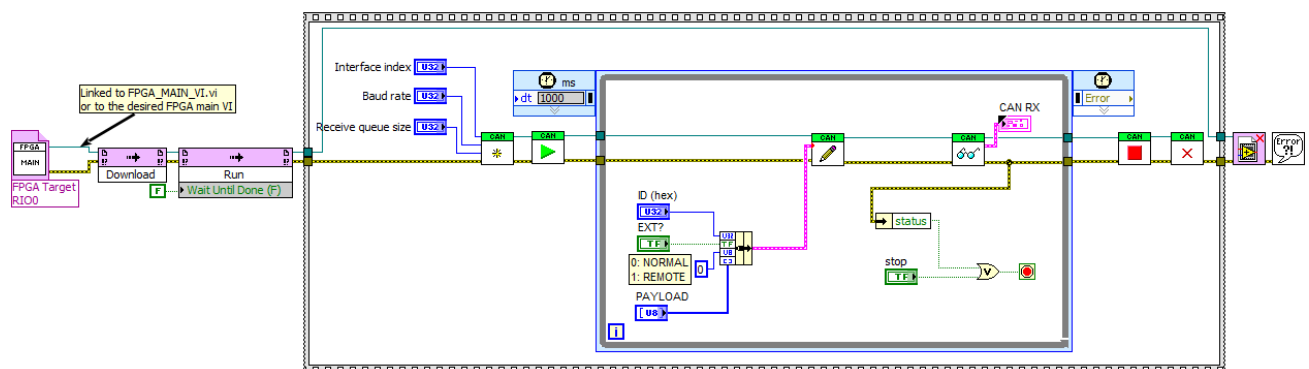 Linked to FPGA_MAIN_VI.vi
or to the desired FPGA main VI
FPGA
MAIN
FPGA Target
RIO0
Download
Run
F
Wait Until Done (F)
Interface index
U32
Baud rate
U32
Receive queue size
U32
CAN
CAN
ms
dt
1000
Error
CAN RX
CAN
CAN
ID (hex)
U32
EXT?
TF
0: NORMAL
1: REMOTE
0
TF
U8
PAYLOAD
U8
i
status
stop
TF
V
CAN
CAN
Error
?!